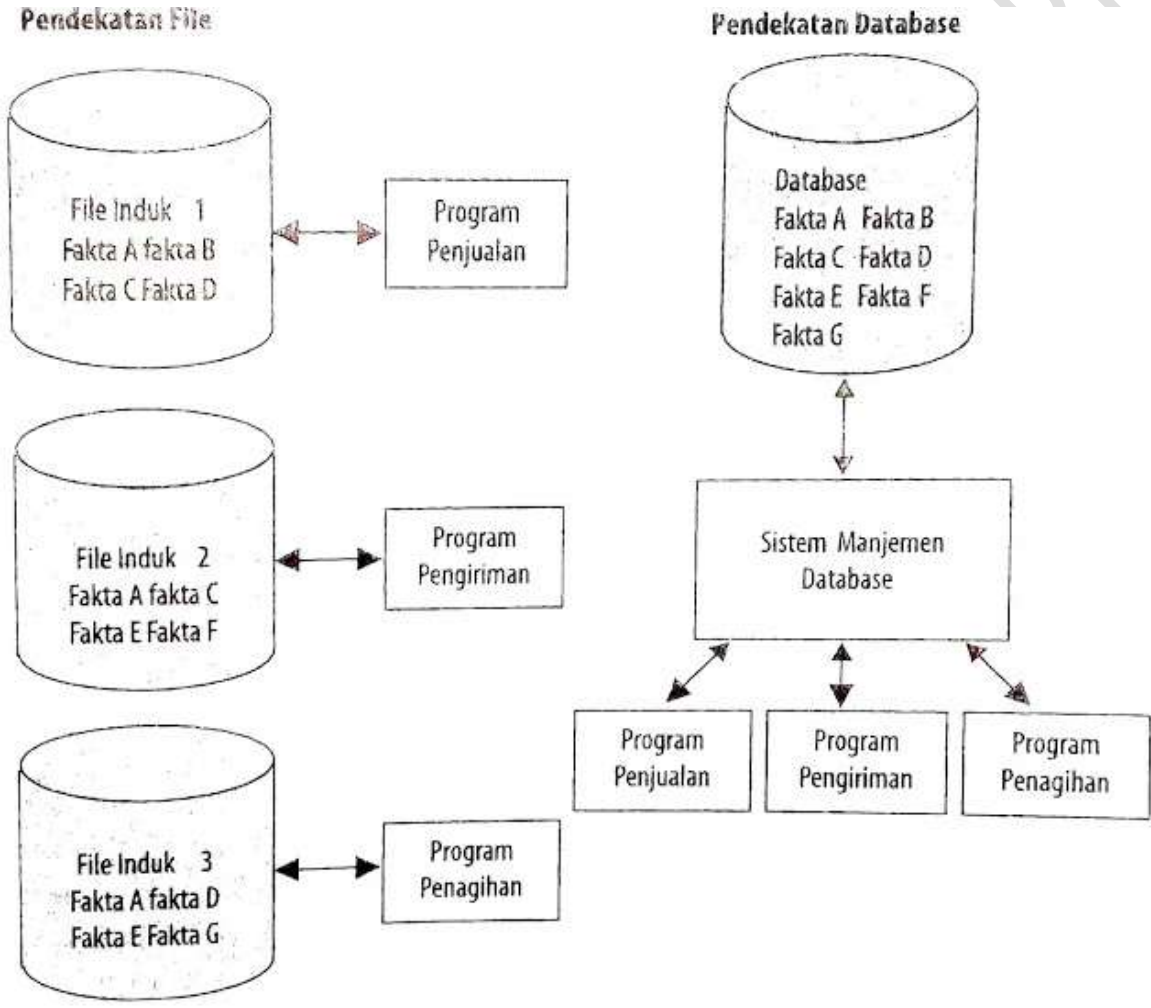 Pendekatan File
File Induk 1
Fakta A fakta B
Fakta C Fakta D
Program
Penjualan
File Induk 2
Fakta A fakta C
Fakta E Fakta F
Program
Pengiriman
File Induk 3
Fakta A fakta D
Fakta E Fakta G
Program
Penagihan
Pendekatan Database
Database
Fakta A Fakta B
Fakta C Fakta D
Fakta E Fakta F
Fakta G
Sistem Manjemen
Database
Program
Penjualan
Program
Pengiriman
Program
Penagihan